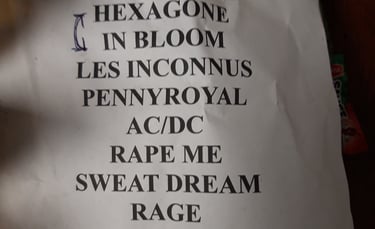 HEXAGONE
IN BLOOM
LES INCONNUS
PENNYROYAL
AC/DC
RAPE ME
SWEAT DREAM
RAGE